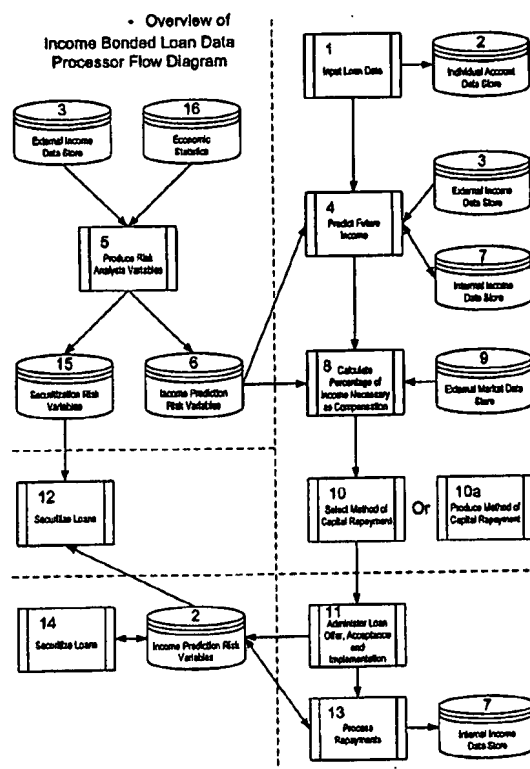 • Overview of
Income Bonded Loan Data
Processor Flow Diagram
3
External Income
Data Store
16
Economic
Statistics
5
Produce Risk
Analysis Variables
15
Securitization Risk
Variables
6
Income Prediction
Risk Variables
12
Securitize Loans
14
Securitize Loans
2
Income Prediction Risk
Variables
1
Input Loan Data
2
Individual Account
Data Store
3
External Income
Data Store
4
Predict Future
Income
7
Internal Income
Data Store
8
Calculate
Percentage of
Income Necessary
as Compensation
9
External Market Data
Store
10
Select Method of
Capital Repayment
Or
10a
Produce Method of
Capital Repayment
11
Administer Loan
Offer, Acceptance
and
Implementation
13
Process
Repayments
7
Internal Income
Data Store